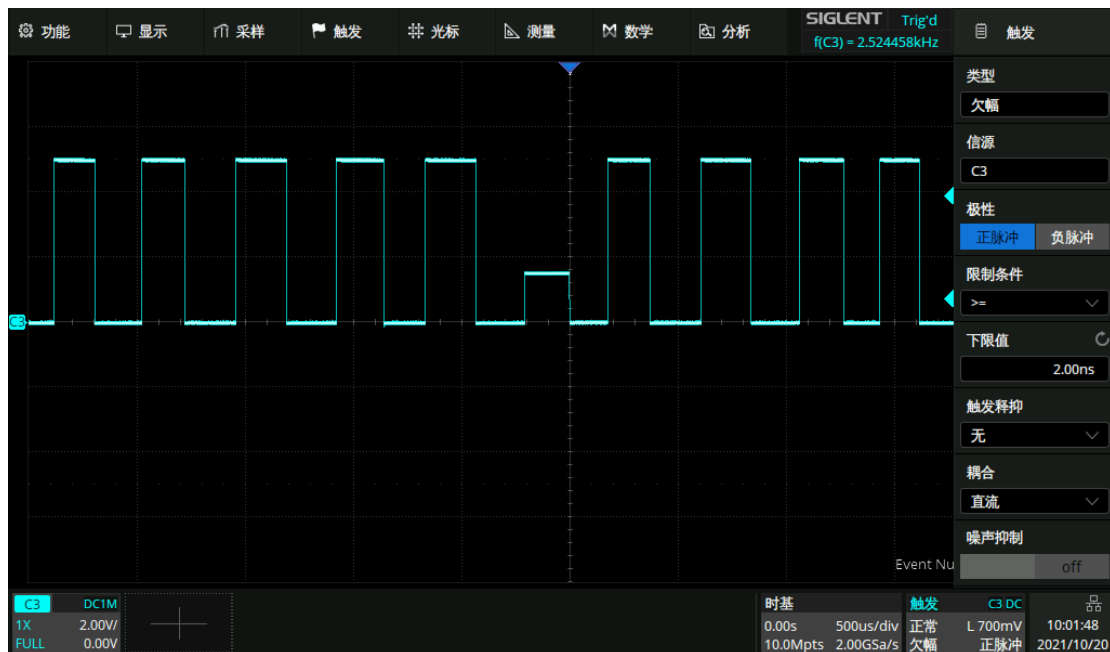 功能 显示 采样 触发 光标 测量 数学 分析
SIGLENT Trig'd
f(C3) = 2.524458kHz
触发
类型
欠幅
信源
C3
极性
正脉冲 负脉冲
限制条件
>=
下限值
2.00ns
触发释抑
无
耦合
直流
噪声抑制
off
C3
Event Nu
C3 DC1M
1X 2.00V/
FULL 0.00V
时基
0.00s 500us/div
10.0Mpts 2.00GSa/s
触发 C3 DC
正常 L 700mV
欠幅 正脉冲
10:01:48
2021/10/20